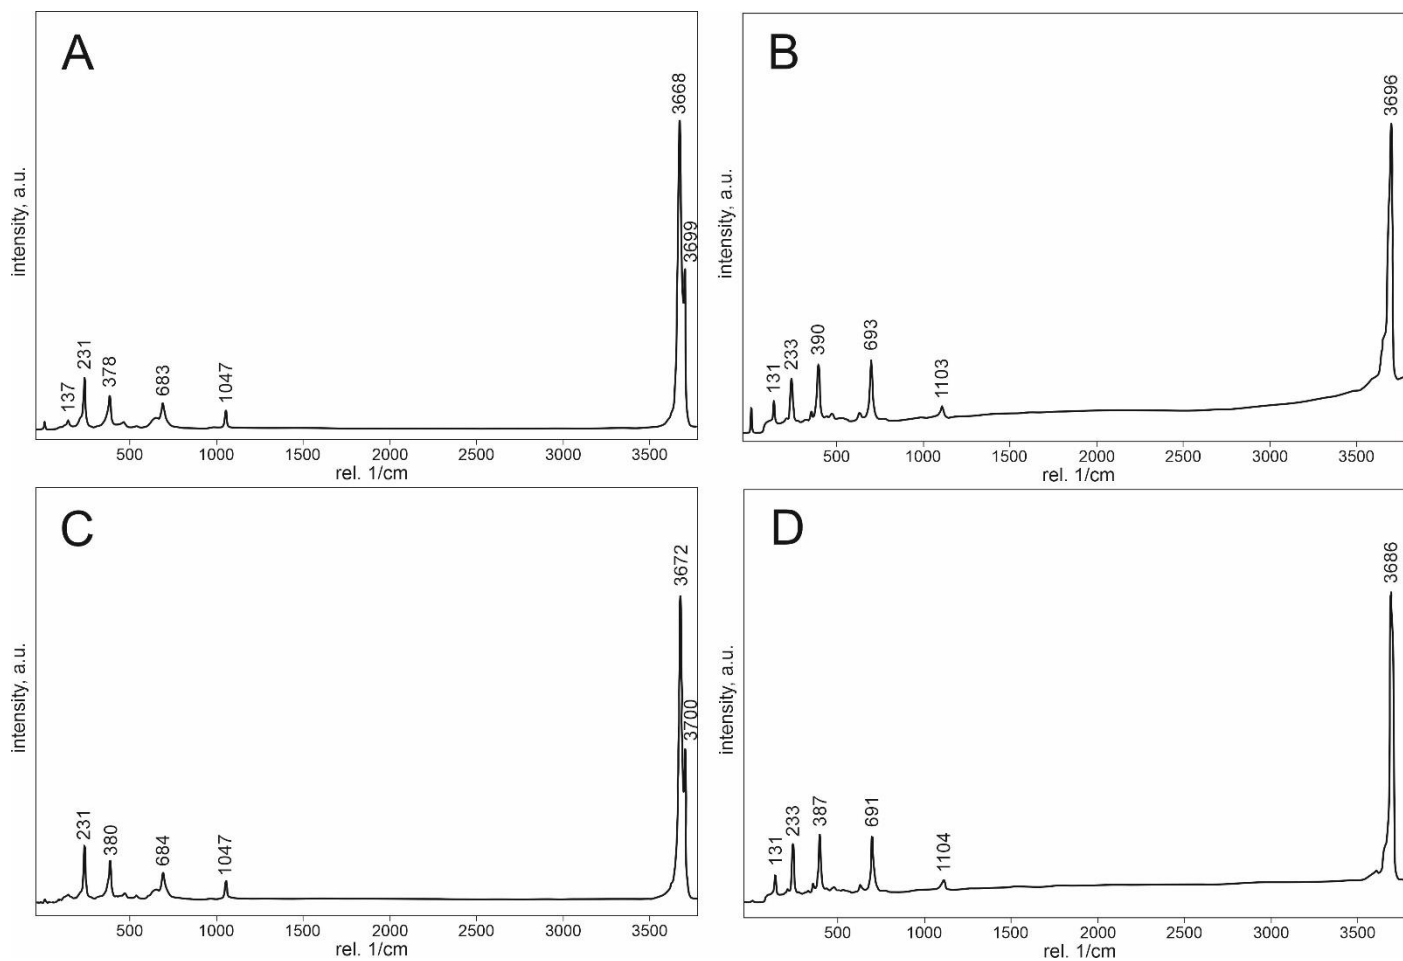 A
intensity, a.u.
137
231
378
683
1047
3668
3699
500 1000 1500 2000 2500 3000 3500
rel. 1/cm
B
intensity, a.u.
131
233
390
693
1103
3696
500 1000 1500 2000 2500 3000 3500
rel. 1/cm
C
intensity, a.u.
231
380
684
1047
3672
3700
500 1000 1500 2000 2500 3000 3500
rel. 1/cm
D
intensity, a.u.
131
233
387
691
1104
3686
500 1000 1500 2000 2500 3000 3500
rel. 1/cm